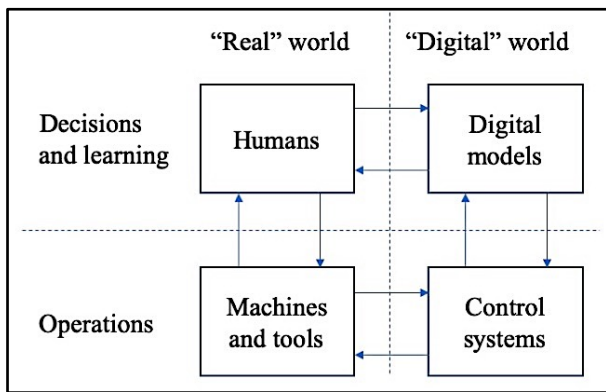 “Real” world
“Digital” world
Decisions
and learning
Humans
Digital
models
Operations
Machines
and tools
Control
systems